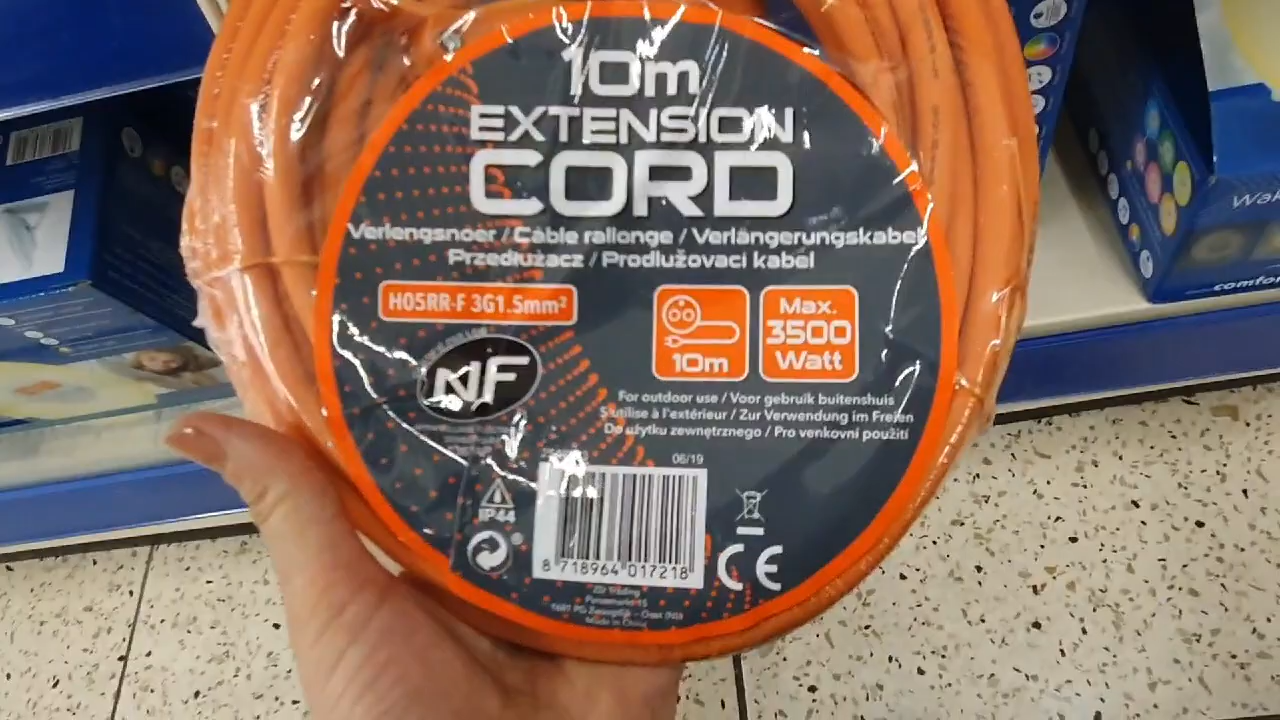 10m
EXTENSION
CORD
Verlengsnoer / Câble rallonge / Verlängerungskabel
Przedłużacz / Prodlužovací kabel
H05RR-F 3G1.5mm²
10m
Max.
3500
Watt
NF
For outdoor use / Voor gebruik buitenshuis
S'utilise à l'extérieur / Zur Verwendung im Freien
Do użytku zewnętrznego / Pro venkovní použití
06/19
IP44
8 718964 017218
CE
Made in China
comfor